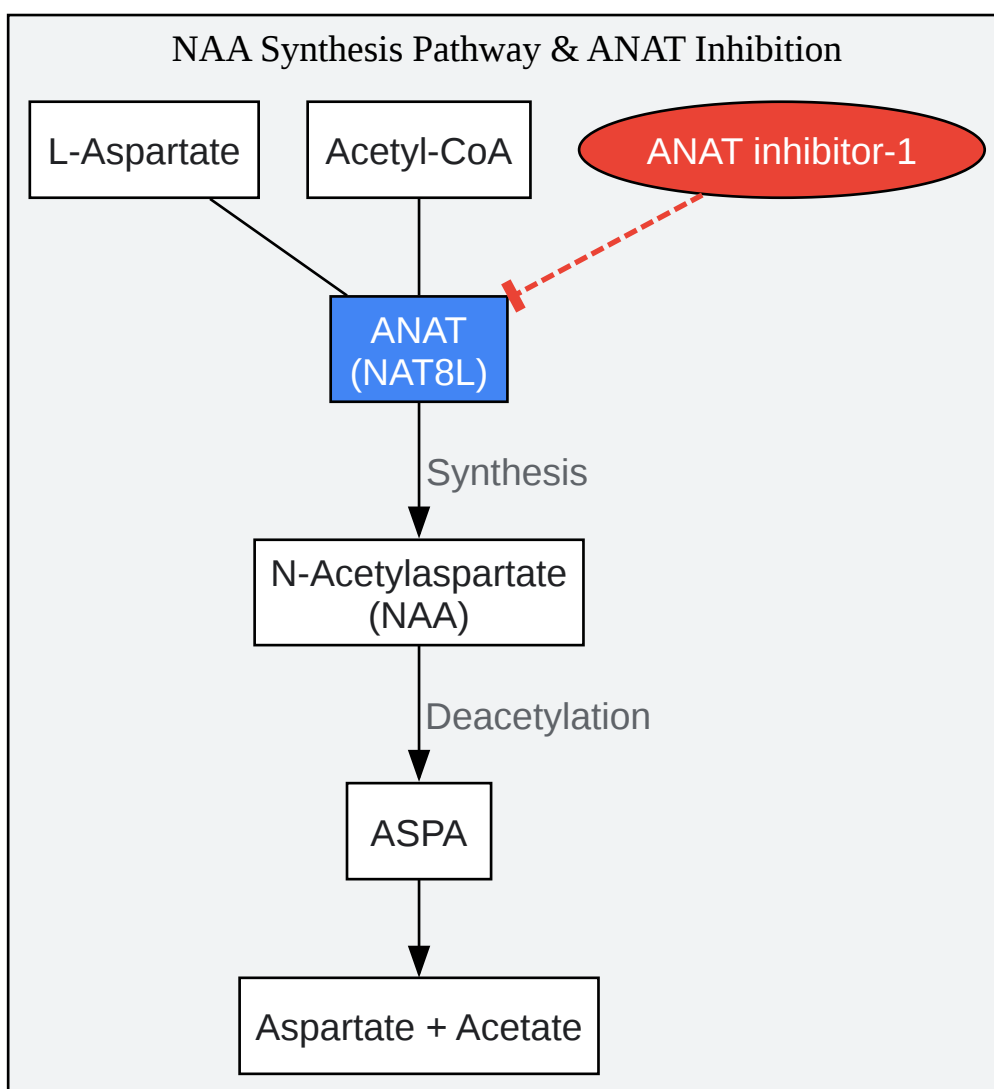 NAA Synthesis Pathway & ANAT Inhibition
L-Aspartate
Acetyl-CoA
ANAT inhibitor-1
ANAT
(NAT8L)
Synthesis
N-Acetylaspartate
(NAA)
Deacetylation
ASPA
Aspartate + Acetate